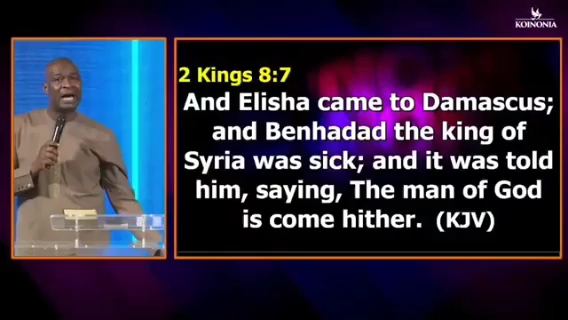 KOINONIA
2 Kings 8:7
And Elisha came to Damascus;
and Benhadad the king of
Syria was sick; and it was told
him, saying, The man of God
is come hither. (KJV)